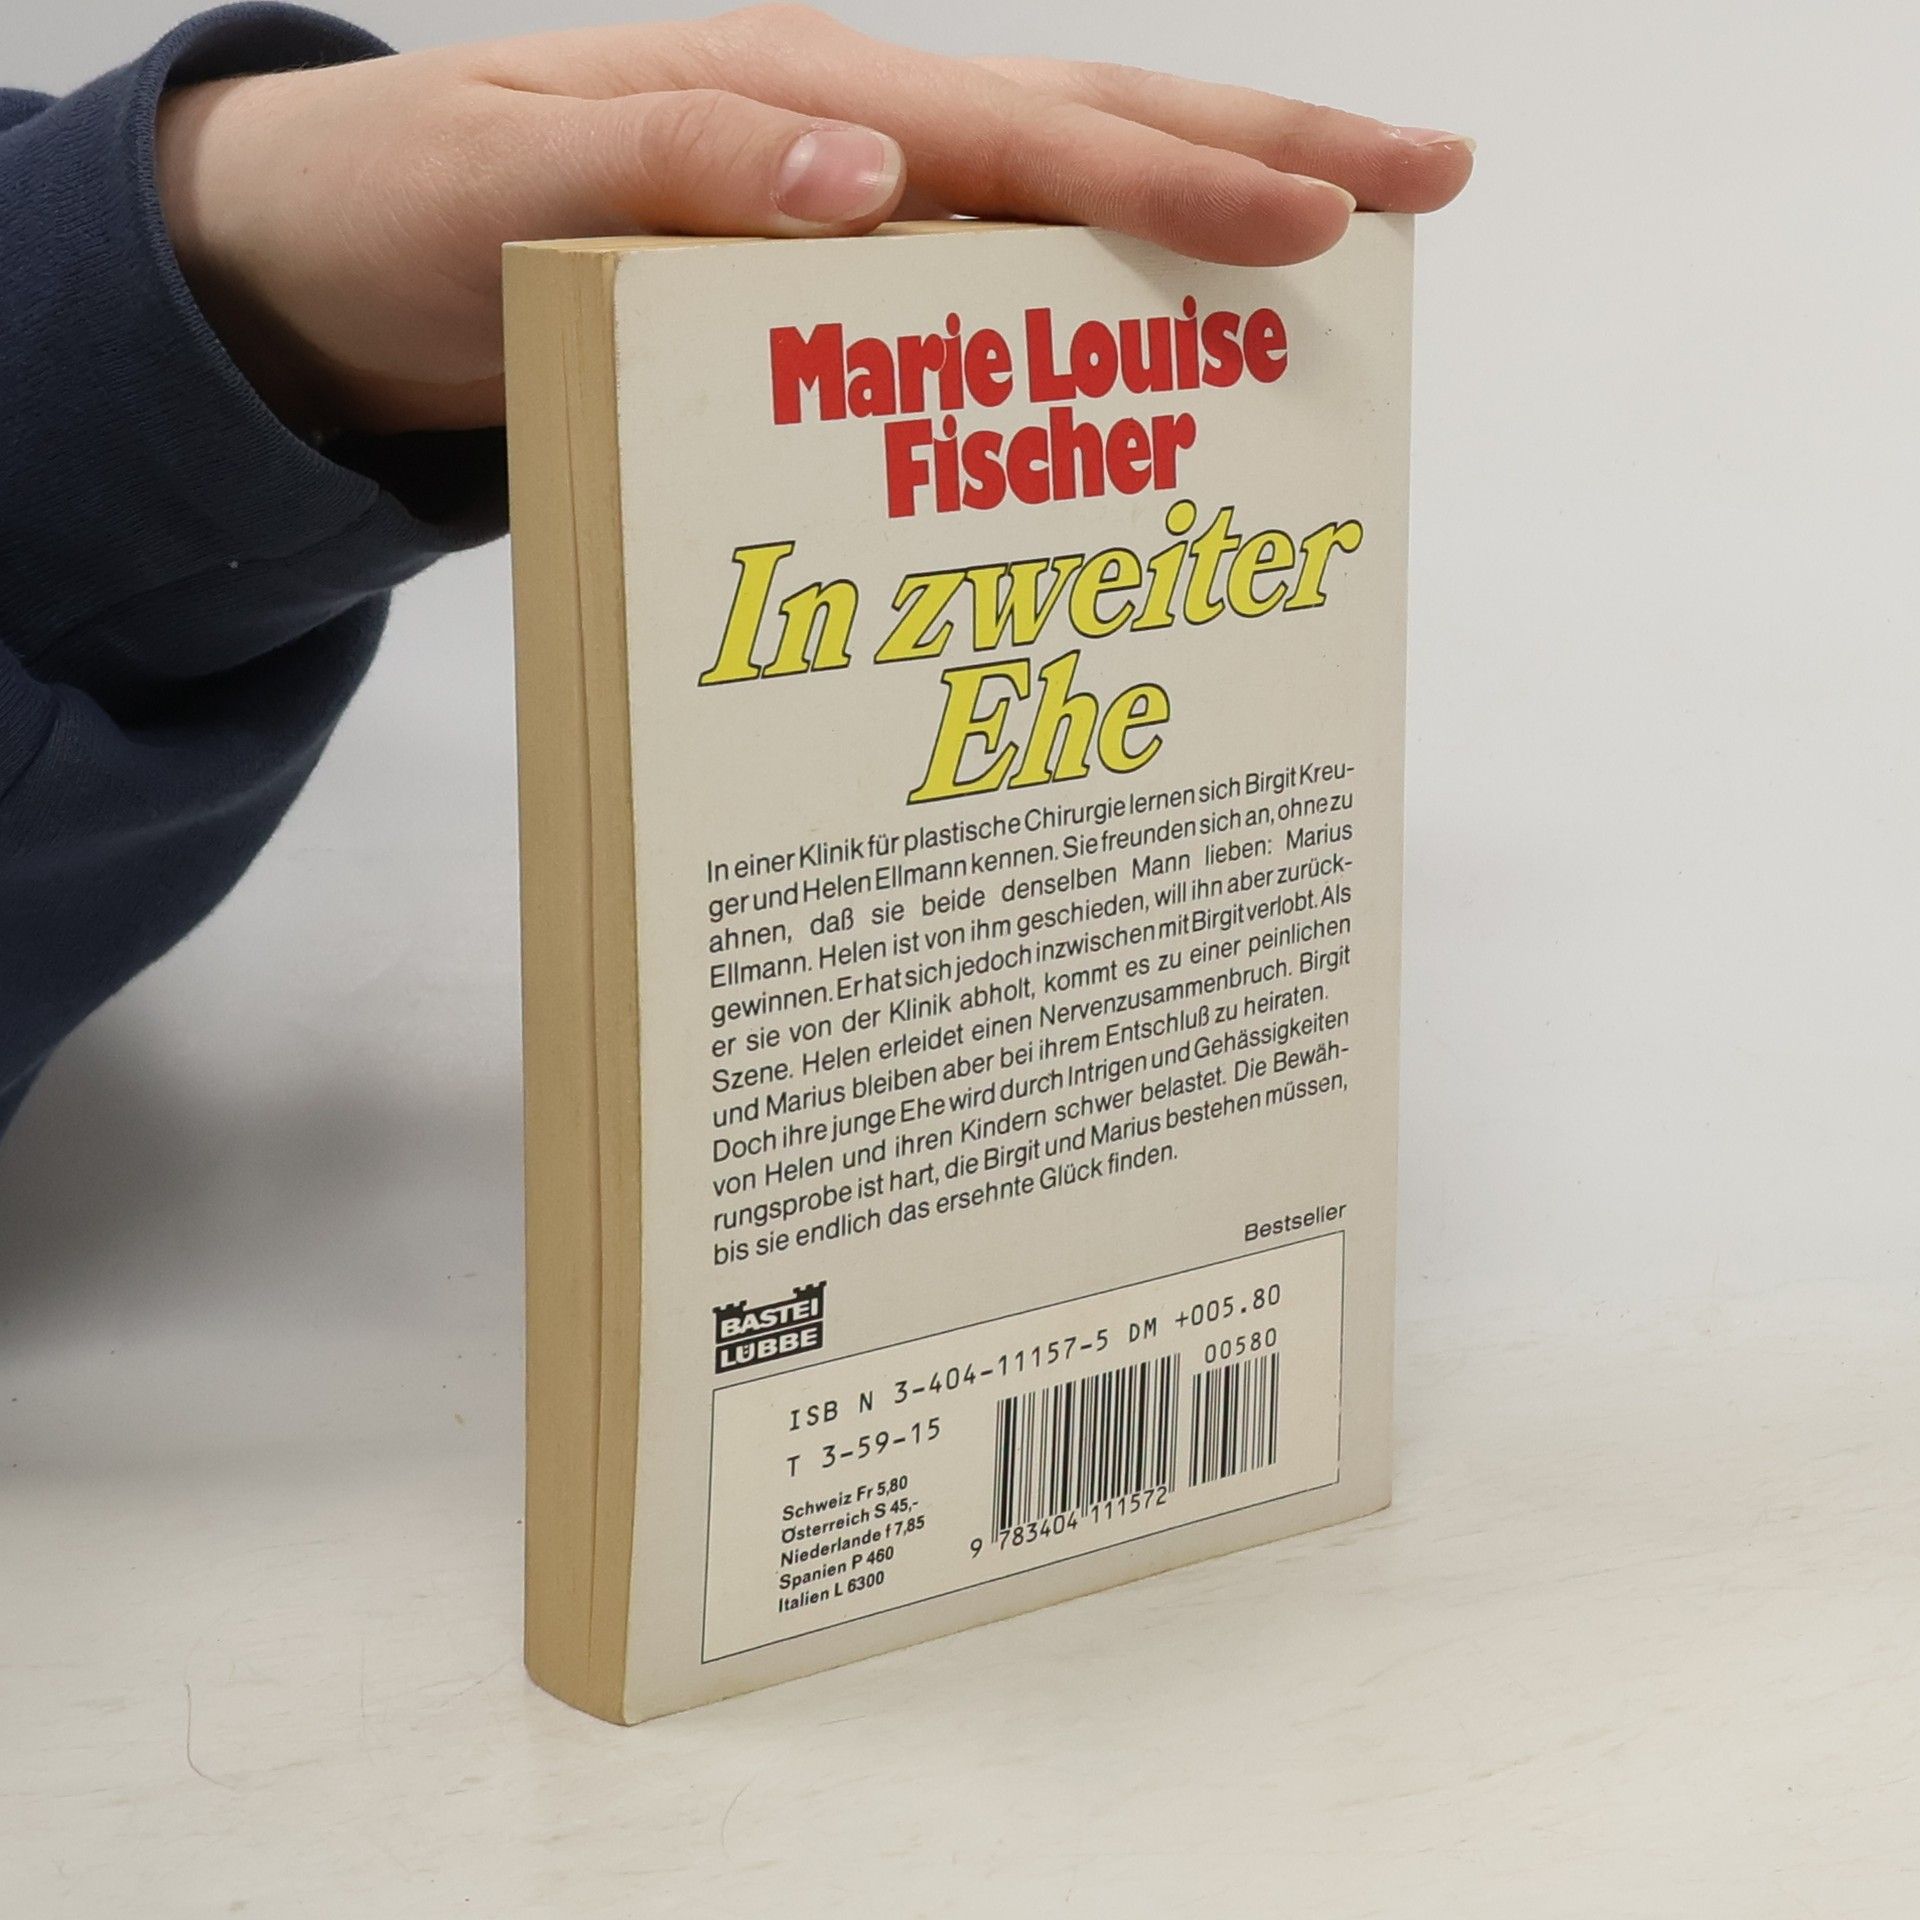 Marie Louise
Fischer
In zweiter
Ehe
In einer Klinik für plastische Chirurgie lernen sich Birgit Kreu-
ger und Helen Ellmann kennen. Sie freunden sich an, ohne zu
ahnen, daß sie beide denselben Mann lieben: Marius
Ellmann. Helen ist von ihm geschieden, will ihn aber zurück-
gewinnen. Er hat sich jedoch inzwischen mit Birgit verlobt. Als
er sie von der Klinik abholt, kommt es zu einer peinlichen
Szene. Helen erleidet einen Nervenzusammenbruch. Birgit
und Marius bleiben aber bei ihrem Entschluß zu heiraten.
Doch ihre junge Ehe wird durch Intrigen und Gehässigkeiten
von Helen und ihren Kindern schwer belastet. Die Bewäh-
rungsprobe ist hart, die Birgit und Marius bestehen müssen,
bis sie endlich das ersehnte Glück finden.
Bestseller
BASTEI
LÜBBE
ISB N 3-404-11157-5 DM +005.80
T 3-59-15
00580
Schweiz Fr 5,80
Österreich S 45,-
Niederlande f 7,85
Spanien P 460
Italien L 6300
9 783404 111572